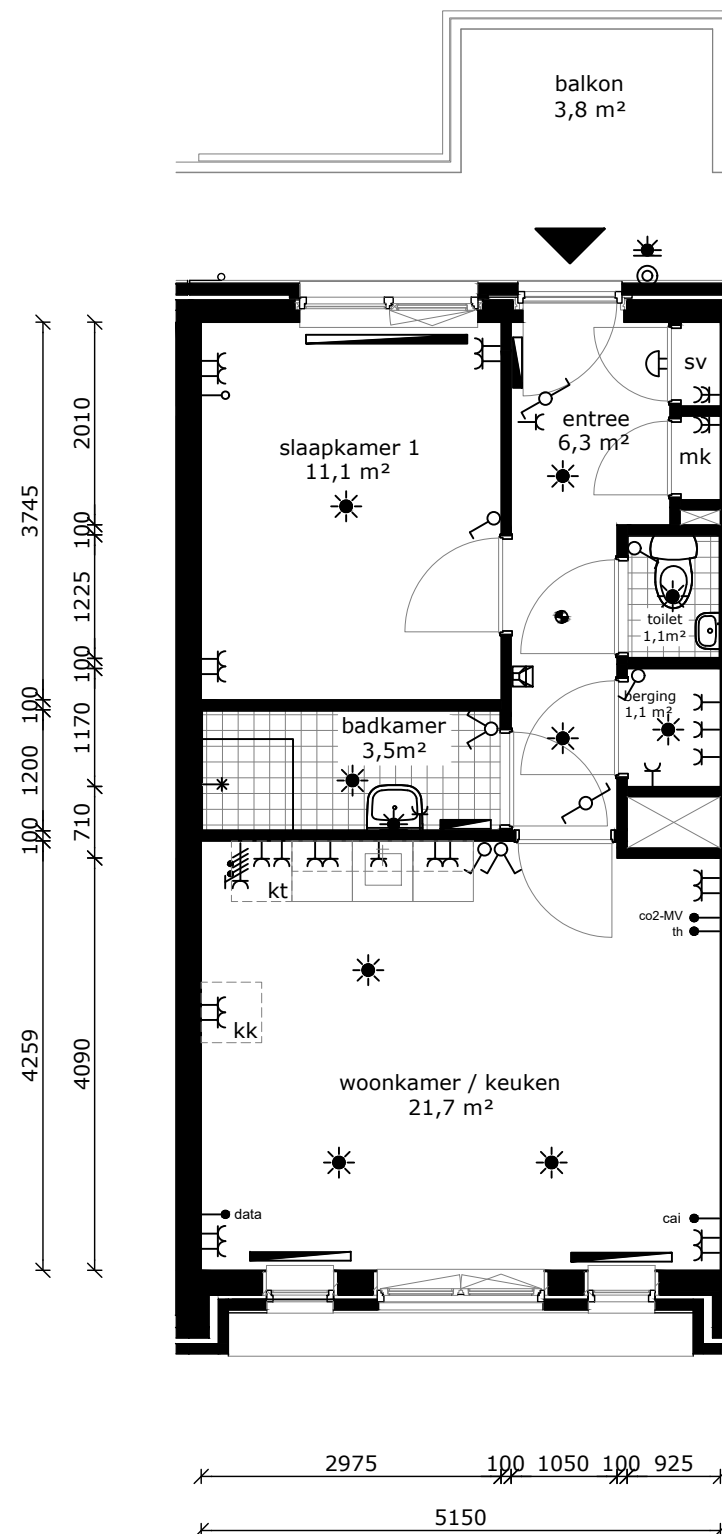 balkon
3,8 m²
sv
entree
6,3 m²
mk
slaapkamer 1
11,1 m²
toilet
1,1m²
berging
1,1 m²
badkamer
3,5m²
kt
co2-MV
th
kk
woonkamer / keuken
21,7 m²
data
cai
3745
100
1200
100
4259
2010
100
1225
100
1170
710
4090
2975
100
1050
100
925
5150